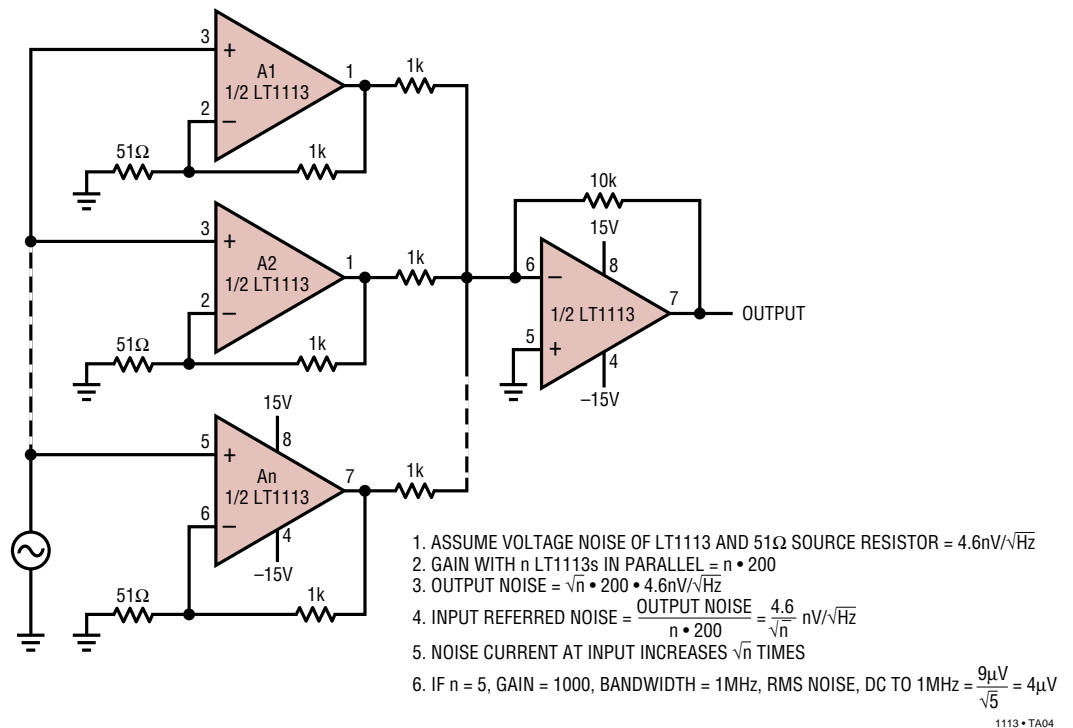 3
+
A1
1/2 LT1113
1
1k
2
–
51Ω
1k
3
+
A2
1/2 LT1113
1
1k
2
–
51Ω
1k
15V
8
5
+
An
1/2 LT1113
7
1k
6
–
4
–15V
51Ω
1k
10k
15V
8
6
–
1/2 LT1113
7
OUTPUT
5
+
4
–15V
1. ASSUME VOLTAGE NOISE OF LT1113 AND 51Ω SOURCE RESISTOR = 4.6nV/√Hz
2. GAIN WITH n LT1113s IN PARALLEL = n • 200
3. OUTPUT NOISE = √n • 200 • 4.6nV/√Hz
4. INPUT REFERRED NOISE = OUTPUT NOISE / n • 200 = 4.6 / √n nV/√Hz
5. NOISE CURRENT AT INPUT INCREASES √n TIMES
6. IF n = 5, GAIN = 1000, BANDWIDTH = 1MHz, RMS NOISE, DC TO 1MHz = 9µV / √5 = 4µV
1113 • TA04